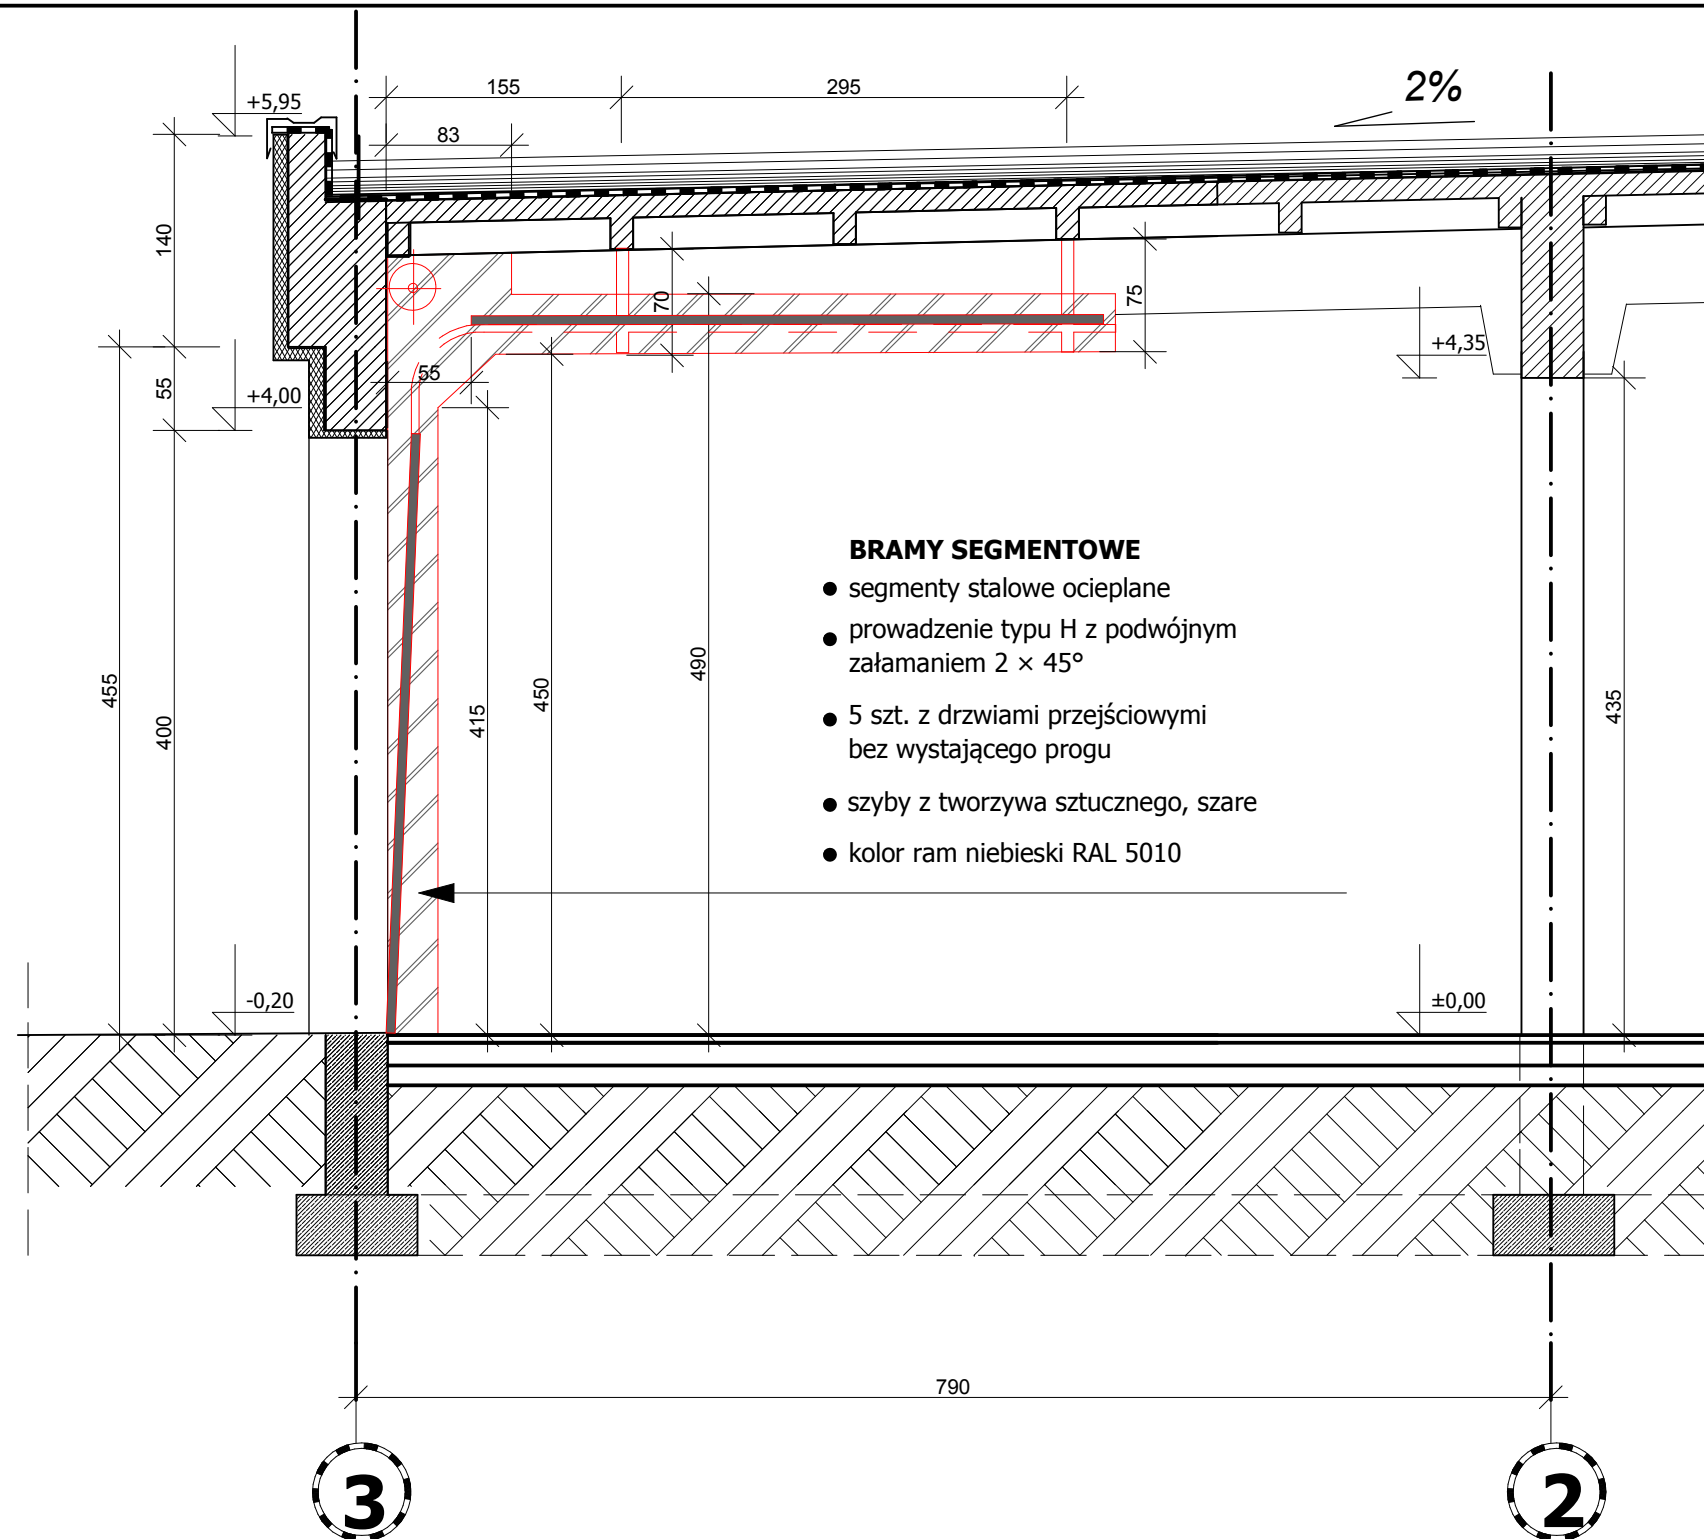 155
295
2%
+5,95
83
140
70
75
+4,35
55
55
+4,00
BRAMY SEGMENTOWE
● segmenty stalowe ocieplane
● prowadzenie typu H z podwójnym
załamaniem 2 × 45°
● 5 szt. z drzwiami przejściowymi
bez wystającego progu
● szyby z tworzywa sztucznego, szare
● kolor ram niebieski RAL 5010
455
400
415
450
490
435
-0,20
±0,00
790
3
2